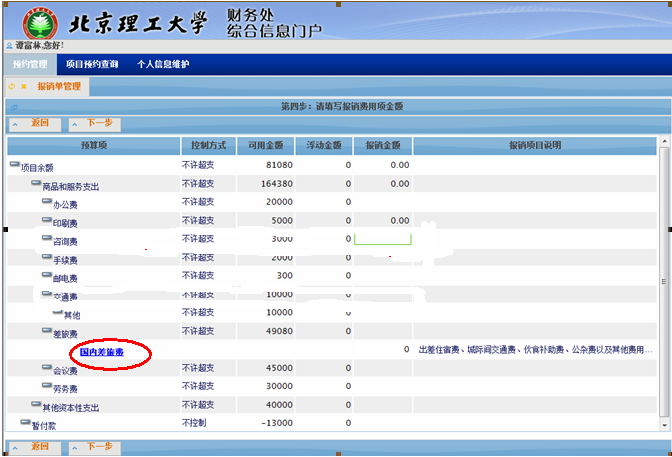 北京理工大学 财务处
综合信息门户
谭富林,您好!
预约管理 项目预约查询 个人信息维护
报销单管理
第四步：请填写报销费用项金额
返回 下一步
预算项 控制方式 可用金额 浮动金额 报销金额 报销项目说明
项目余额 不许超支 81080 0 0.00
商品和服务支出 不许超支 164380 0 0.00
办公费 不许超支 20000 0
印刷费 不许超支 5000 0 0.00
咨询费 不许超支 3000 0
手续费 不许超支 2000 0
邮电费 不许超支 300 0
交通费 不许超支 10000 0
其他 不许超支 10000 0
差旅费 不许超支 49080 0
国内差旅费 0 出差住宿费、城际间交通费、伙食补助费、公杂费以及其他费用...
会议费 不许超支 45000 0
劳务费 不许超支 30000 0
其他资本性支出 不许超支 40000 0
暂付款 不控制 -13000 0
返回 下一步